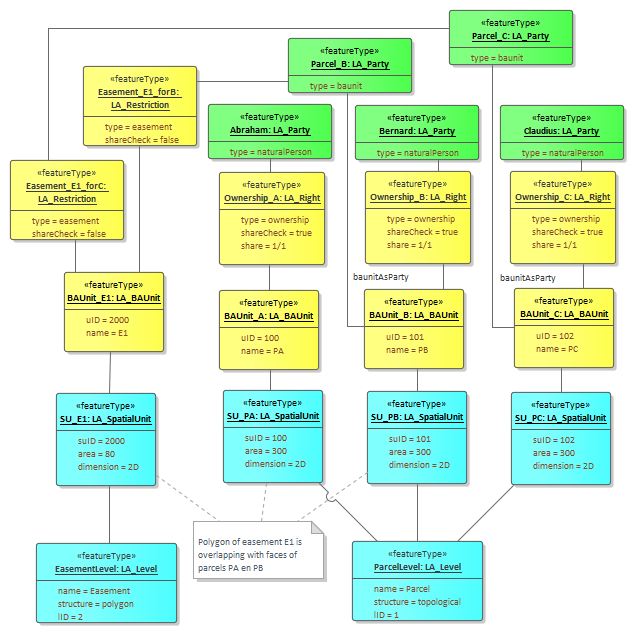 «featureType»
Parcel_C: LA_Party
type = baunit
«featureType»
Parcel_B: LA_Party
type = baunit
«featureType»
Easement_E1_forB:
LA_Restriction
type = easement
shareCheck = false
«featureType»
Abraham: LA_Party
type = naturalPerson
«featureType»
Bernard: LA_Party
type = naturalPerson
«featureType»
Claudius: LA_Party
type = naturalPerson
«featureType»
Easement_E1_forC:
LA_Restriction
type = easement
shareCheck = false
«featureType»
Ownership_A: LA_Right
type = ownership
shareCheck = true
share = 1/1
«featureType»
Ownership_B: LA_Right
type = ownership
shareCheck = true
share = 1/1
«featureType»
Ownership_C: LA_Right
type = ownership
shareCheck = true
share = 1/1
baunitAsParty
baunitAsParty
«featureType»
BAUnit_E1: LA_BAUnit
uID = 2000
name = E1
«featureType»
BAUnit_A: LA_BAUnit
uID = 100
name = PA
«featureType»
BAUnit_B: LA_BAUnit
uID = 101
name = PB
«featureType»
BAUnit_C: LA_BAUnit
uID = 102
name = PC
«featureType»
SU_E1: LA_SpatialUnit
suID = 2000
area = 80
dimension = 2D
«featureType»
SU_PA: LA_SpatialUnit
suID = 100
area = 300
dimension = 2D
«featureType»
SU_PB: LA_SpatialUnit
suID = 101
area = 300
dimension = 2D
«featureType»
SU_PC: LA_SpatialUnit
suID = 102
area = 300
dimension = 2D
Polygon of easement E1 is
overlapping with faces of
parcels PA en PB
«featureType»
EasementLevel: LA_Level
name = Easement
structure = polygon
lID = 2
«featureType»
ParcelLevel: LA_Level
name = Parcel
structure = topological
lID = 1